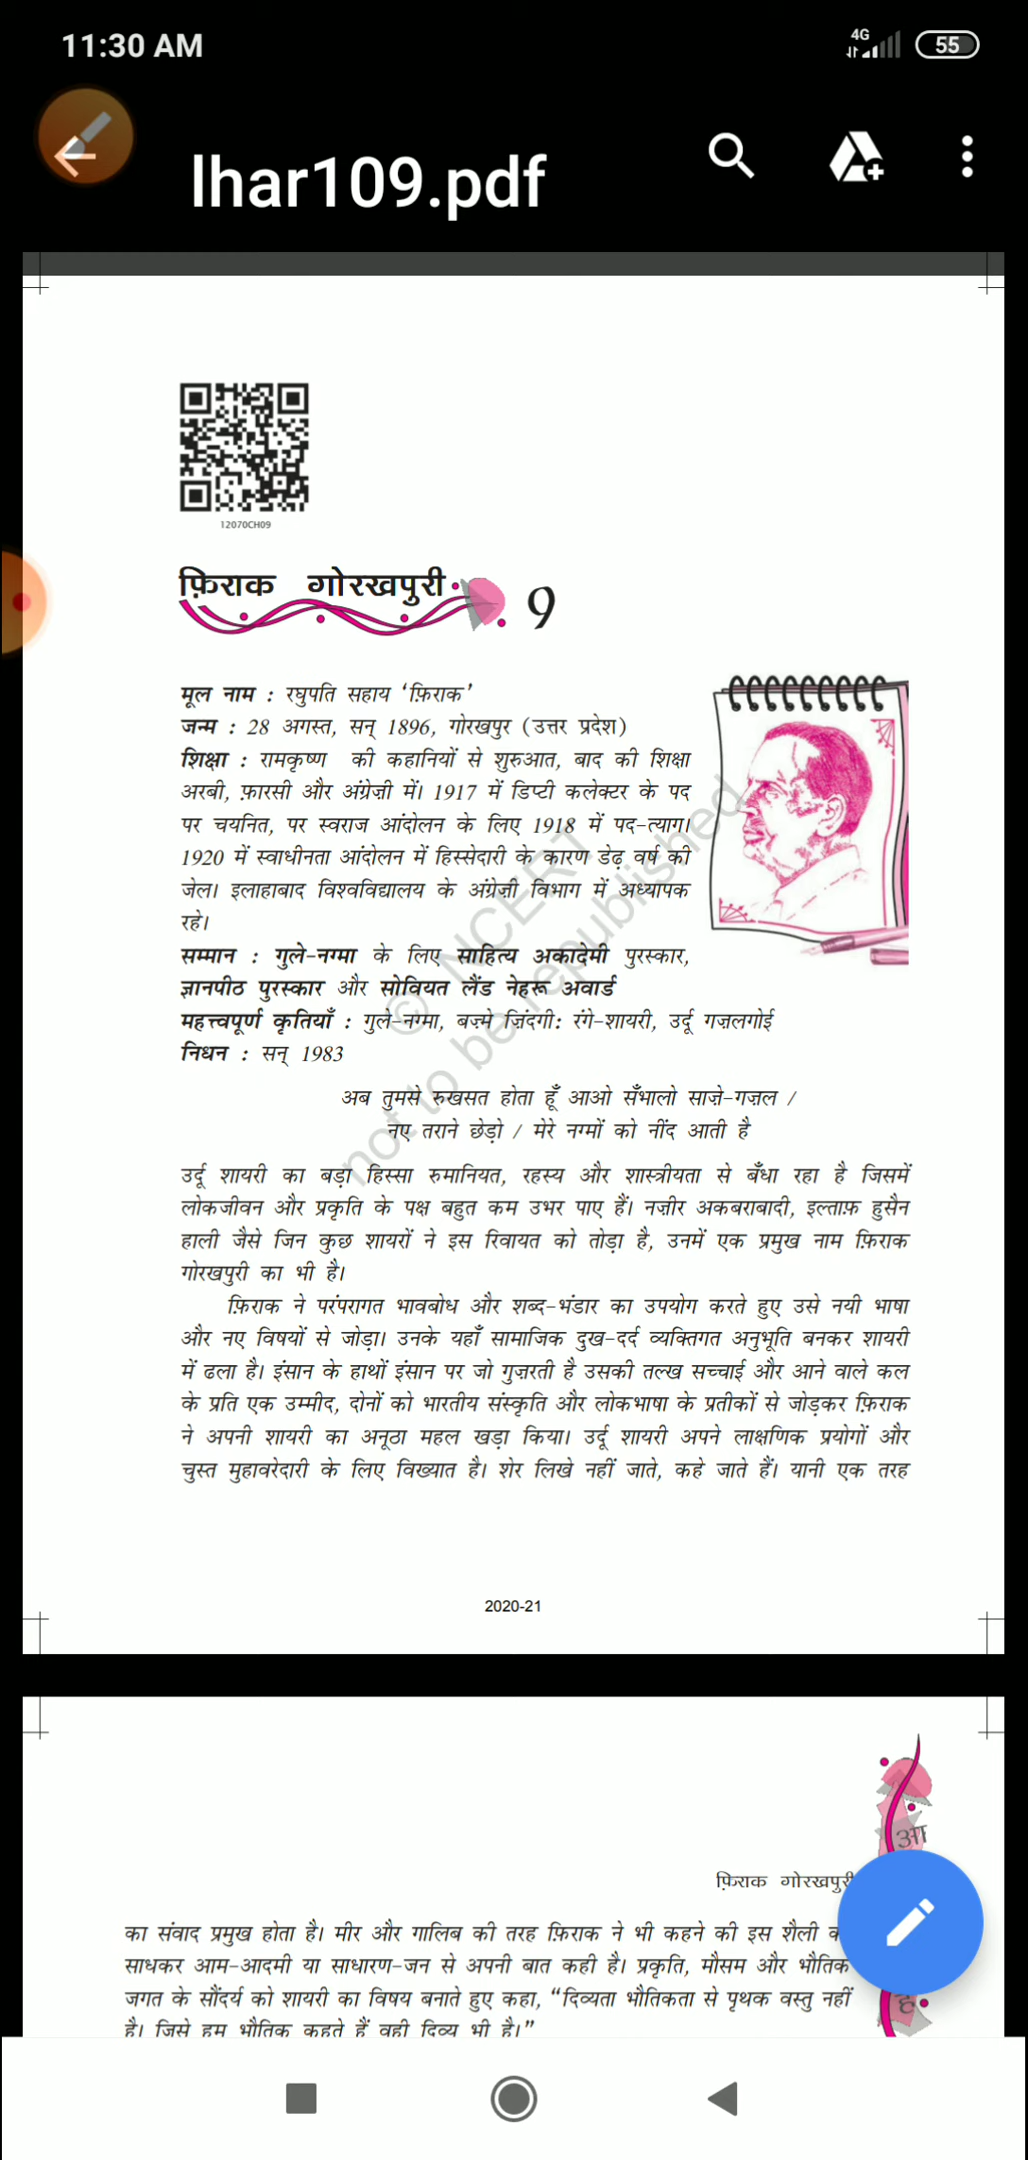 11:30 AM
4G
55
lhar109.pdf
12070CH09
फ़िराक गोरखपुरी
9
मूल नाम : रघुपति सहाय ‘फ़िराक’
जन्म : 28 अगस्त, सन् 1896, गोरखपुर (उत्तर प्रदेश)
शिक्षा : रामकृष्ण की कहानियों से शुरुआत, बाद की शिक्षा
अरबी, फ़ारसी और अंग्रेज़ी में। 1917 में डिप्टी कलेक्टर के पद
पर चयनित, पर स्वराज आंदोलन के लिए 1918 में पद-त्याग।
1920 में स्वाधीनता आंदोलन में हिस्सेदारी के कारण डेढ़ वर्ष की
जेल। इलाहाबाद विश्वविद्यालय के अंग्रेज़ी विभाग में अध्यापक
रहे।
सम्मान : गुले-नग्मा के लिए साहित्य अकादेमी पुरस्कार,
ज्ञानपीठ पुरस्कार और सोवियत लैंड नेहरू अवार्ड
महत्त्वपूर्ण कृतियाँ : गुले-नग्मा, बज़्मे ज़िंदगी: रंगे-शायरी, उर्दू गज़लगोई
निधन : सन् 1983
© NCERT
not to be republished
अब तुमसे रुखसत होता हूँ आओ सँभालो साज़े-गज़ल /
नए तराने छेड़ो / मेरे नग्मों को नींद आती है
उर्दू शायरी का बड़ा हिस्सा रुमानियत, रहस्य और शास्त्रीयता से बँधा रहा है जिसमें
लोकजीवन और प्रकृति के पक्ष बहुत कम उभर पाए हैं। नज़ीर अकबराबादी, इल्ताफ़ हुसैन
हाली जैसे जिन कुछ शायरों ने इस रिवायत को तोड़ा है, उनमें एक प्रमुख नाम फ़िराक
गोरखपुरी का भी है।
फ़िराक ने परंपरागत भावबोध और शब्द-भंडार का उपयोग करते हुए उसे नयी भाषा
और नए विषयों से जोड़ा। उनके यहाँ सामाजिक दुख-दर्द व्यक्तिगत अनुभूति बनकर शायरी
में ढला है। इंसान के हाथों इंसान पर जो गुज़रती है उसकी तल्ख सच्चाई और आने वाले कल
के प्रति एक उम्मीद, दोनों को भारतीय संस्कृति और लोकभाषा के प्रतीकों से जोड़कर फ़िराक
ने अपनी शायरी का अनूठा महल खड़ा किया। उर्दू शायरी अपने लाक्षणिक प्रयोगों और
चुस्त मुहावरेदारी के लिए विख्यात है। शेर लिखे नहीं जाते, कहे जाते हैं। यानी एक तरह
2020-21
आ
फ़िराक गोरखपुरी
का संवाद प्रमुख होता है। मीर और गालिब की तरह फ़िराक ने भी कहने की इस शैली
साधकर आम-आदमी या साधारण-जन से अपनी बात कही है। प्रकृति, मौसम और भौतिक
जगत के सौंदर्य को शायरी का विषय बनाते हुए कहा, “दिव्यता भौतिकता से पृथक वस्तु नहीं
है। जिसे हम भौतिक कहते हैं वही दिव्य भी है।”
ह